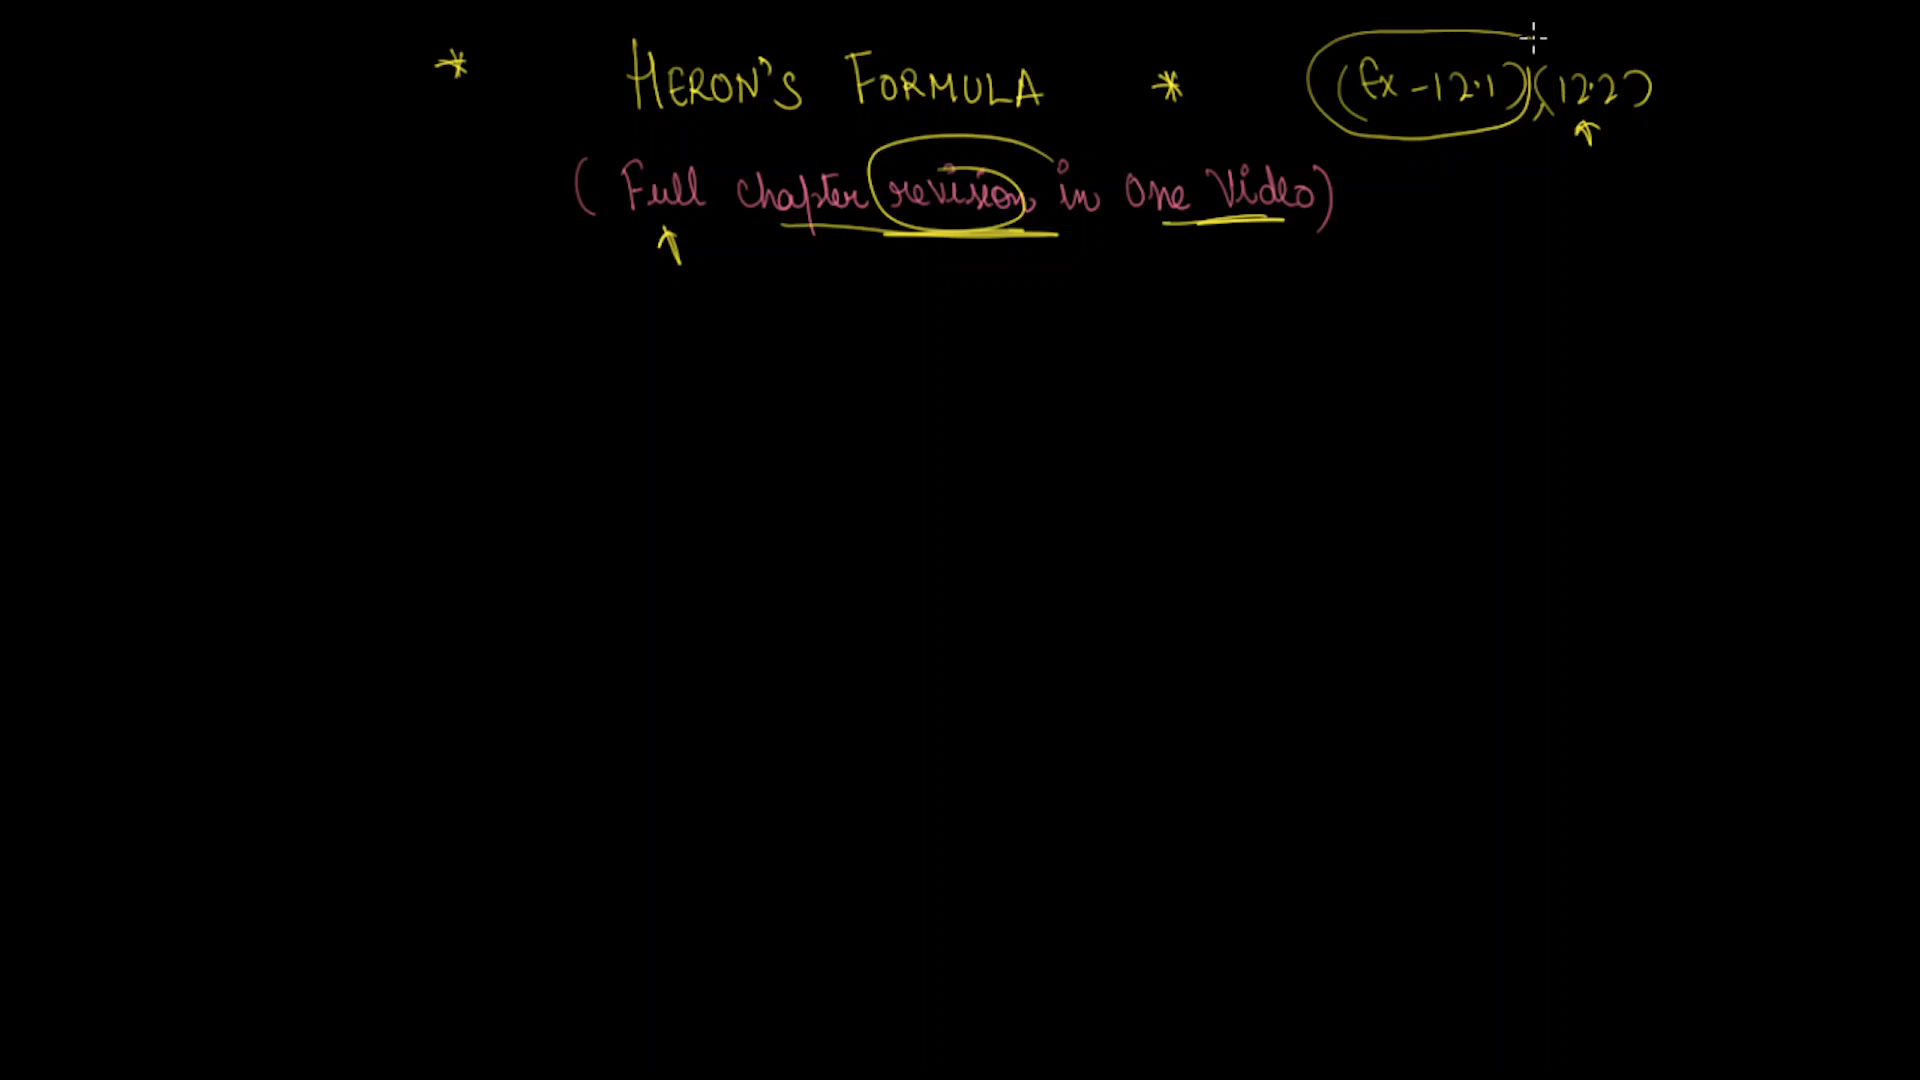 * HERON'S FORMULA * (Ex-12.1),(12.2)
(Full chapter revision in One Video)